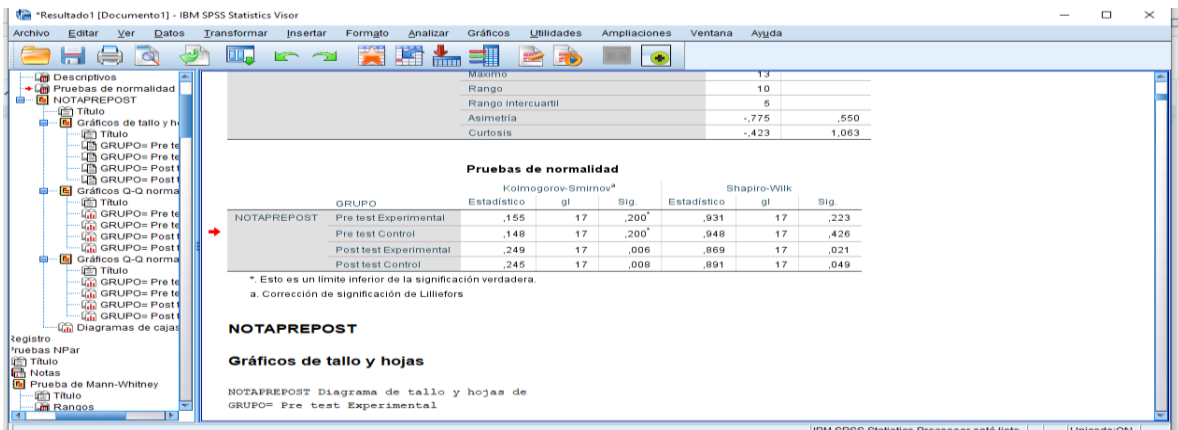 *Resultado1 [Documento1] - IBM SPSS Statistics Visor
Archivo Editar Ver Datos Transformar Insertar Formato Analizar Gráficos Utilidades Ampliaciones Ventana Ayuda
Descriptivos
Pruebas de normalidad
NOTAPREPOST
Título
Gráficos de tallo y h
Título
GRUPO= Pre te
GRUPO= Pre te
GRUPO= Post t
GRUPO= Post t
Gráficos Q-Q norma
Título
GRUPO= Pre te
GRUPO= Pre te
GRUPO= Post t
GRUPO= Post t
Gráficos Q-Q norma
Título
GRUPO= Pre te
GRUPO= Pre te
GRUPO= Post t
GRUPO= Post t
Diagramas de cajas
Registro
Pruebas NPar
Título
Notas
Prueba de Mann-Whitney
Título
Rangos
Máximo 13
Rango 10
Rango intercuartil 5
Asimetría -,775 ,550
Curtosis -,423 1,063
Pruebas de normalidad
Kolmogorov-Smirnovª Shapiro-Wilk
GRUPO Estadístico gl Sig. Estadístico gl Sig.
NOTAPREPOST Pre test Experimental ,155 17 ,200* ,931 17 ,223
Pre test Control ,148 17 ,200* ,948 17 ,426
Post test Experimental ,249 17 ,006 ,869 17 ,021
Post test Control ,245 17 ,008 ,891 17 ,049
*. Esto es un límite inferior de la significación verdadera.
a. Corrección de significación de Lilliefors
NOTAPREPOST
Gráficos de tallo y hojas
NOTAPREPOST Diagrama de tallo y hojas de
GRUPO= Pre test Experimental
IBM SPSS Statistics Processor está listo Unicode:ON